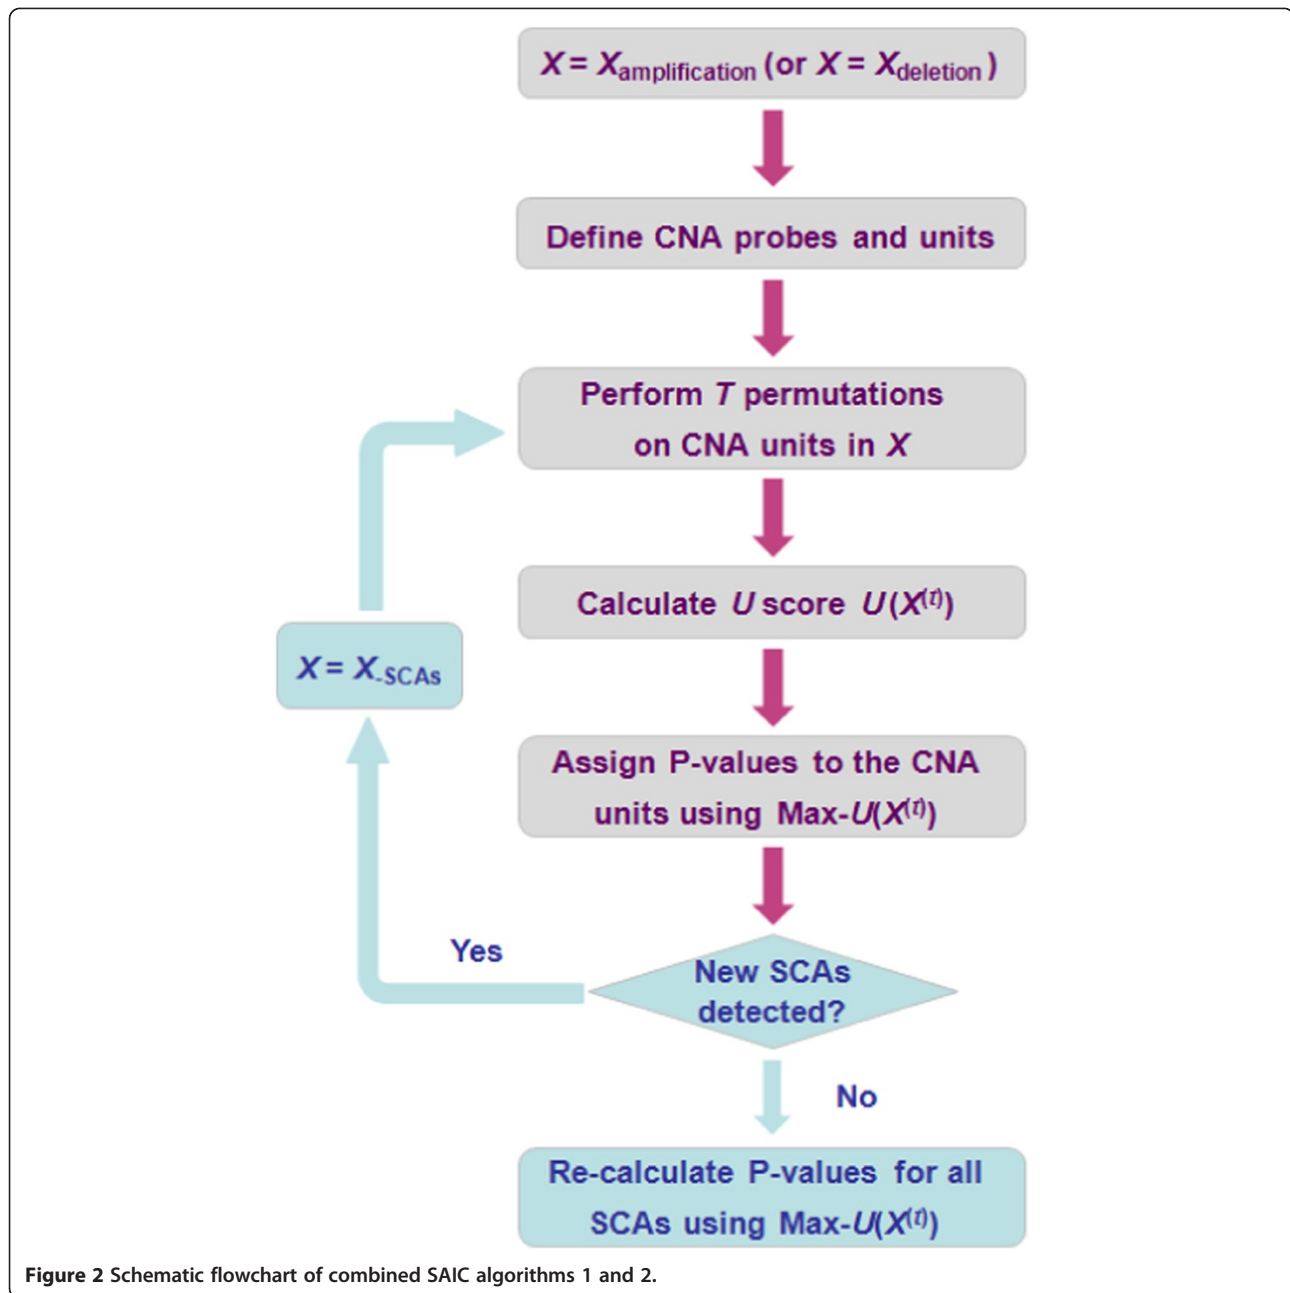 X = Xamplification (or X = Xdeletion)
Define CNA probes and units
Perform T permutations
on CNA units in X
Calculate U score U(X(t))
X = X-SCAs
Assign P-values to the CNA
units using Max-U(X(t))
Yes
New SCAs
detected?
No
Re-calculate P-values for all
SCAs using Max-U(X(t))
Figure 2 Schematic flowchart of combined SAIC algorithms 1 and 2.